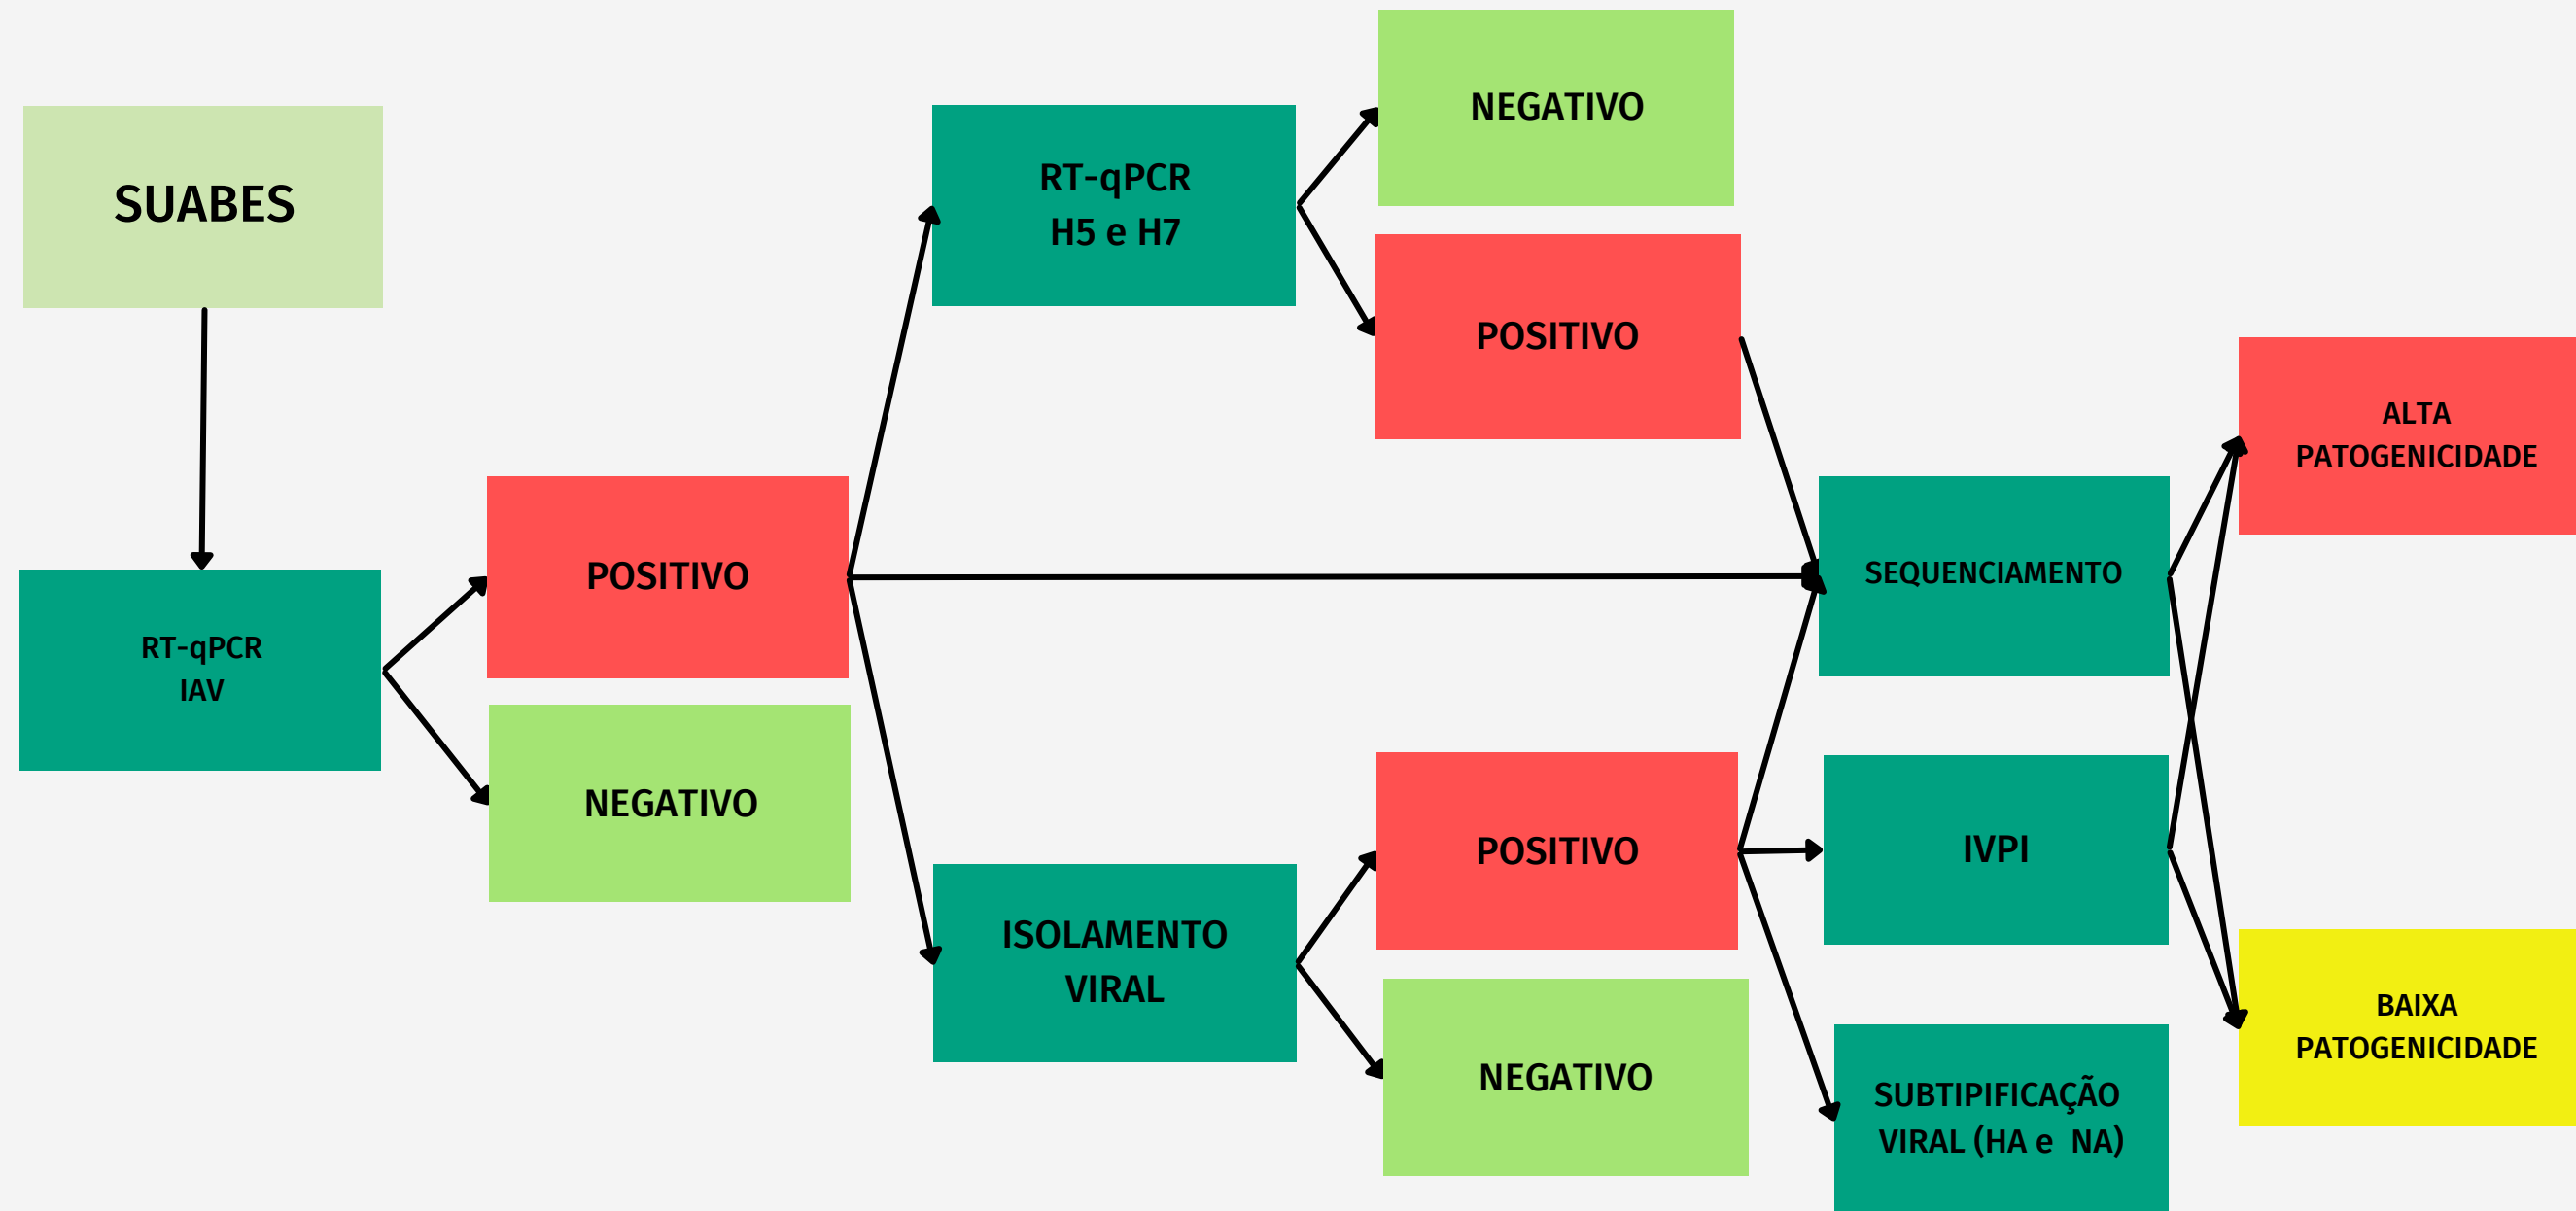 SUABES
RT-qPCR
IAV
POSITIVO
NEGATIVO
RT-qPCR
H5 e H7
NEGATIVO
POSITIVO
ISOLAMENTO
VIRAL
POSITIVO
NEGATIVO
SEQUENCIAMENTO
IVPI
SUBTIPIFICAÇÃO
VIRAL (HA e NA)
ALTA
PATOGENICIDADE
BAIXA
PATOGENICIDADE